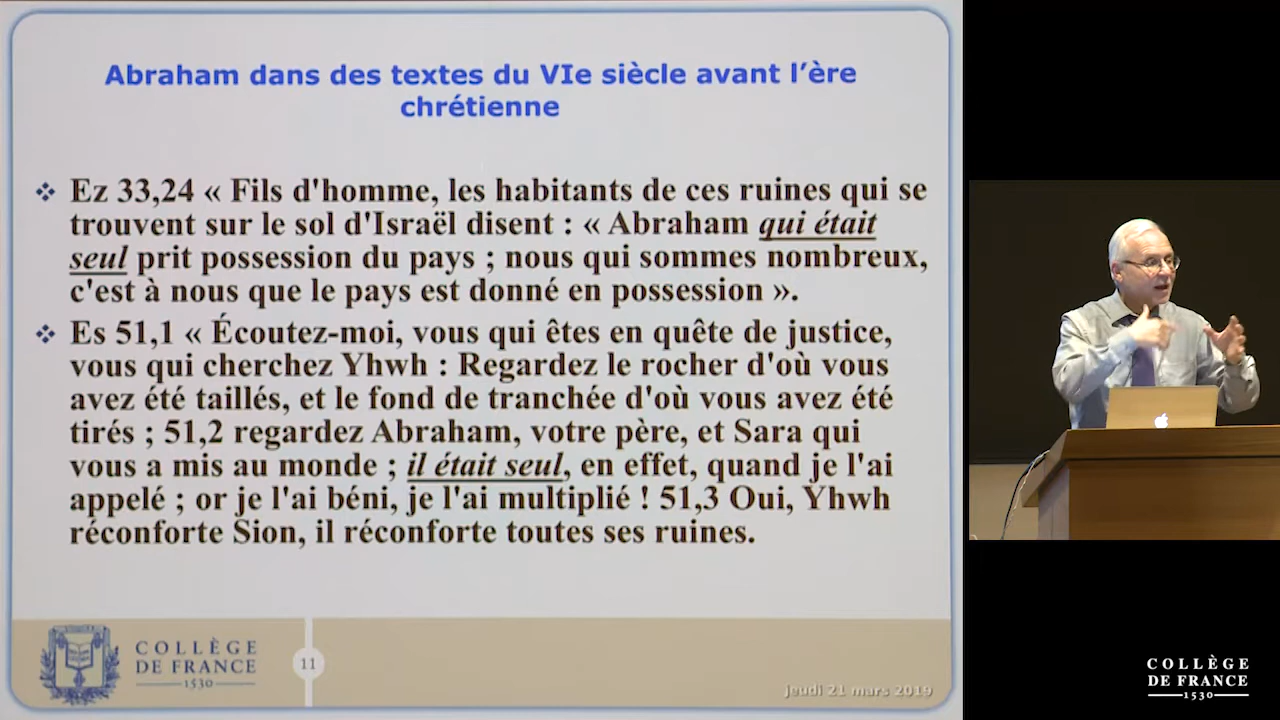 Abraham dans des textes du VIe siècle avant l’ère
chrétienne
❖ Ez 33,24 « Fils d'homme, les habitants de ces ruines qui se
trouvent sur le sol d'Israël disent : « Abraham qui était
seul prit possession du pays ; nous qui sommes nombreux,
c'est à nous que le pays est donné en possession ».
❖ Es 51,1 « Écoutez-moi, vous qui êtes en quête de justice,
vous qui cherchez Yhwh : Regardez le rocher d'où vous
avez été taillés, et le fond de tranchée d'où vous avez été
tirés ; 51,2 regardez Abraham, votre père, et Sara qui
vous a mis au monde ; il était seul, en effet, quand je l'ai
appelé ; or je l'ai béni, je l'ai multiplié ! 51,3 Oui, Yhwh
réconforte Sion, il réconforte toutes ses ruines.
COLLÈGE
DE FRANCE
1530
11
Jeudi 21 mars 2019
COLLÈGE
DE FRANCE
1530